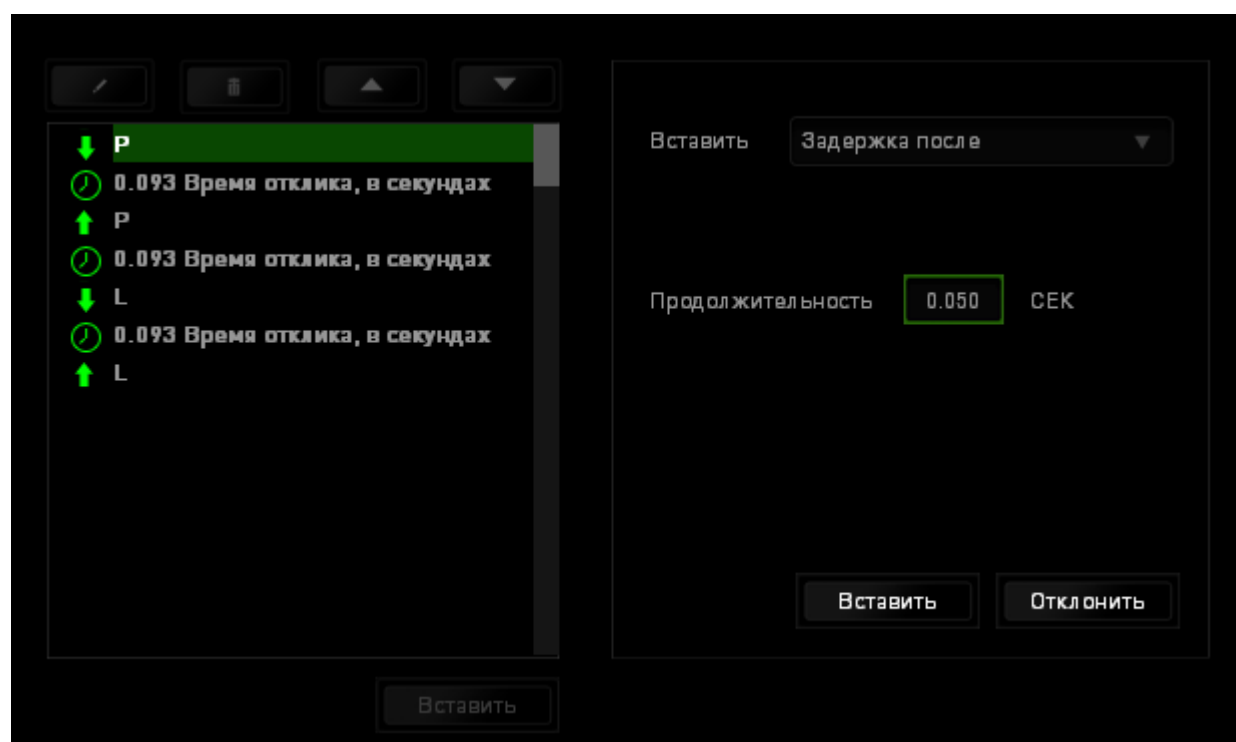 P
0.093 Время отклика, в секундах
P
0.093 Время отклика, в секундах
L
0.093 Время отклика, в секундах
L
Вставить
Вставить Задержка после
Продолжительность 0.050 СЕК
Вставить Отклонить